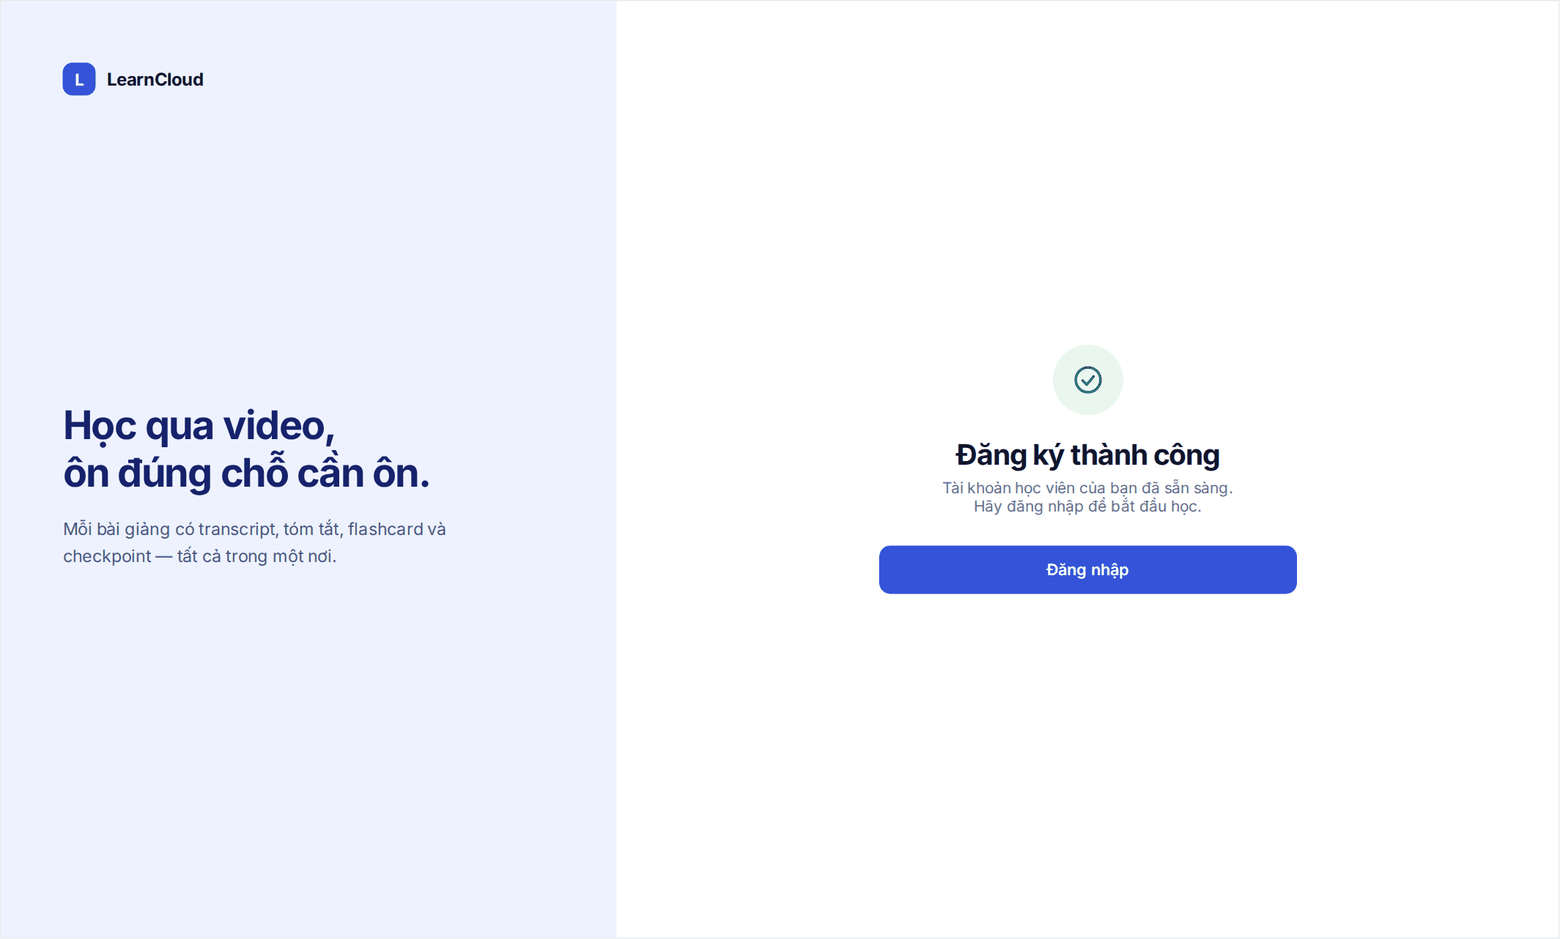 L LearnCloud
Học qua video,
ôn đúng chỗ cần ôn.
Mỗi bài giảng có transcript, tóm tắt, flashcard và
checkpoint — tất cả trong một nơi.
Đăng ký thành công
Tài khoản học viên của bạn đã sẵn sàng.
Hãy đăng nhập để bắt đầu học.
Đăng nhập